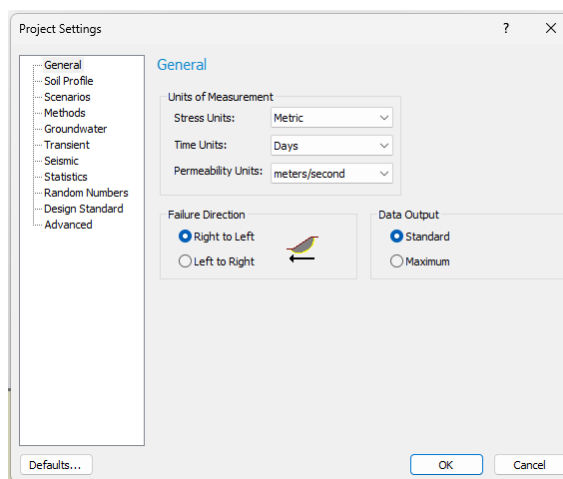 Project Settings ?
General
Soil Profile
Scenarios
Methods
Groundwater
Transient
Seismic
Statistics
Random Numbers
Design Standard
Advanced
General
Units of Measurement
Stress Units: Metric
Time Units: Days
Permeability Units: meters/second
Failure Direction
Right to Left
Left to Right
Data Output
Standard
Maximum
Defaults... OK Cancel